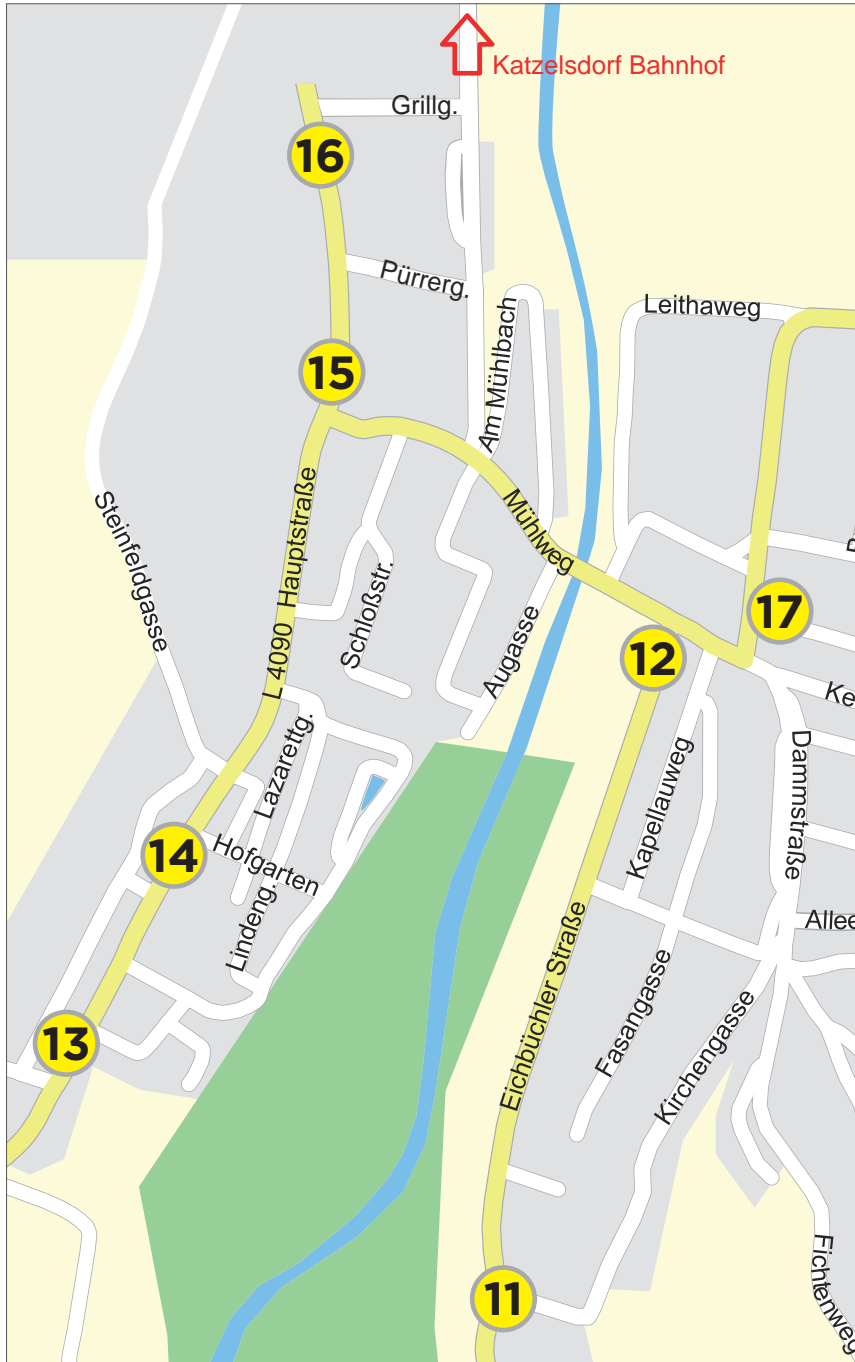 Katzelsdorf Bahnhof
Grillg.
16
Pürrerg.
Leithaweg
Am Mühlbach
15
Mühlweg
L 4090 Hauptstraße
Steinfeldgasse
Schloßstr.
Augasse
17
12
Ke
Lazarettg.
Dammstraße
Kapellauweg
14
Hofgarten
Lindeng.
Allee
Eichbüchler Straße
Fasangasse
13
Kirchengasse
Fichtenweg
11